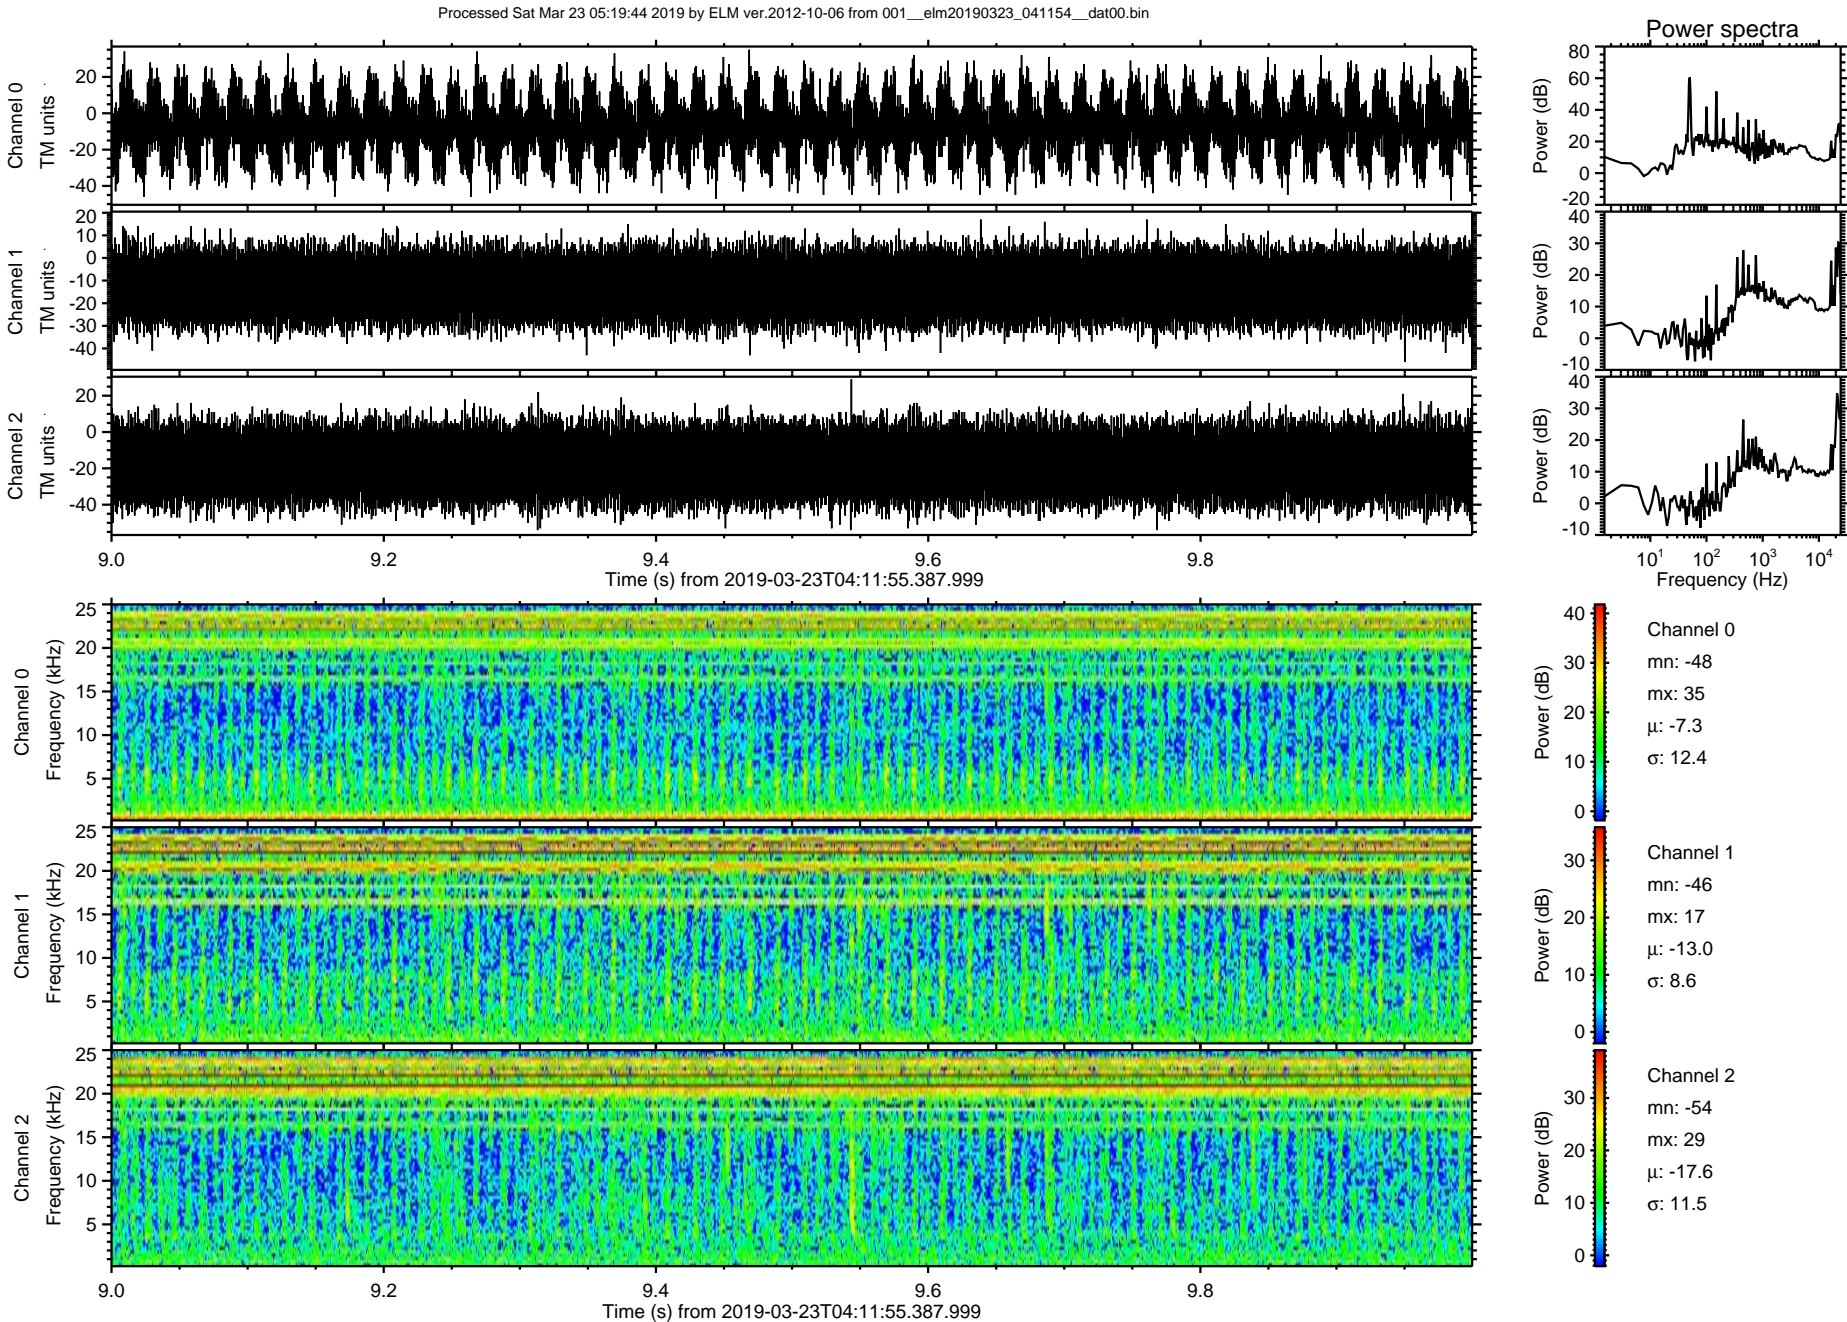 Processed Sat Mar 23 05:19:44 2019 by ELM ver.2012-10-06 from 001__elm20190323_041154__dat00.bin
Power spectra
Channel 0
TM units
20
0
-20
-40
Power (dB)
80
60
40
20
0
-20
Channel 1
TM units
20
10
0
-10
-20
-30
-40
Power (dB)
40
30
20
10
0
-10
Channel 2
TM units
20
0
-20
-40
Power (dB)
40
30
20
10
0
-10
9.0 9.2 9.4 9.6 9.8
Time (s) from 2019-03-23T04:11:55.387.999
10^1 10^2 10^3 10^4
Frequency (Hz)
Channel 0
Frequency (kHz)
25
20
15
10
5
Power (dB)
40
30
20
10
0
Channel 0
mn: -48
mx: 35
μ: -7.3
σ: 12.4
Channel 1
Frequency (kHz)
25
20
15
10
5
Power (dB)
30
20
10
0
Channel 1
mn: -46
mx: 17
μ: -13.0
σ: 8.6
Channel 2
Frequency (kHz)
25
20
15
10
5
Power (dB)
30
20
10
0
Channel 2
mn: -54
mx: 29
μ: -17.6
σ: 11.5
9.0 9.2 9.4 9.6 9.8
Time (s) from 2019-03-23T04:11:55.387.999